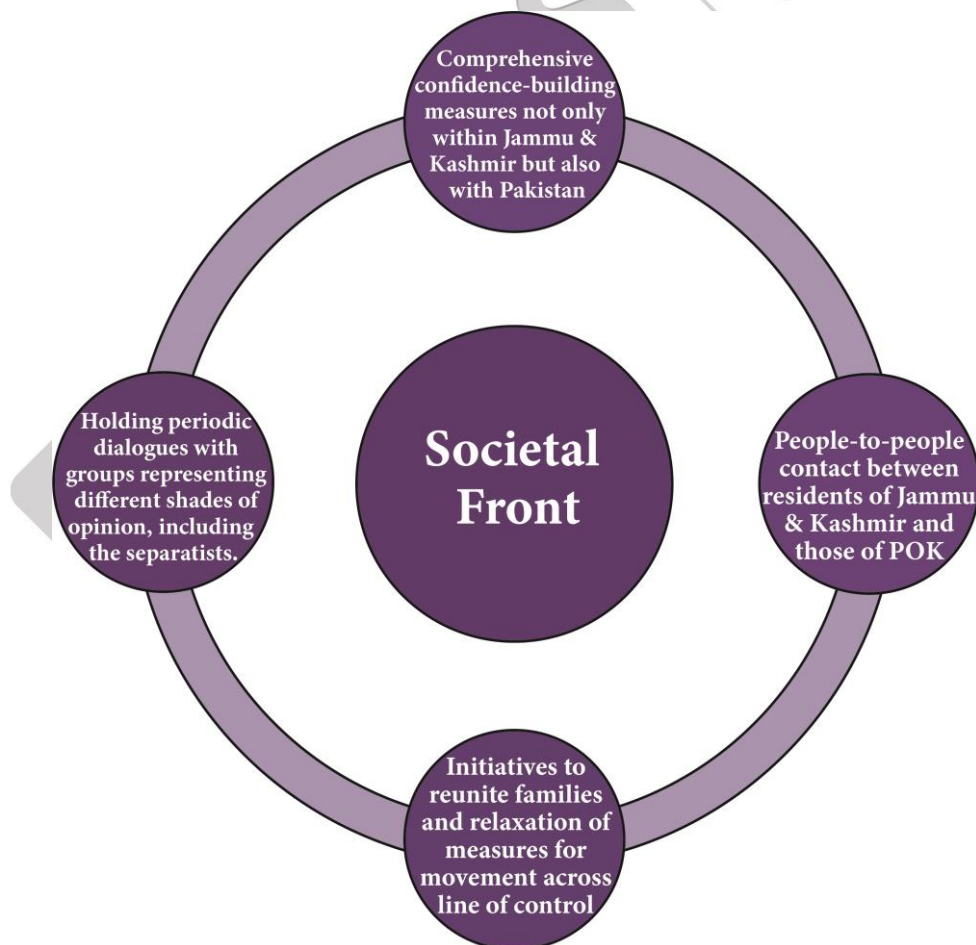 Comprehensive
confidence-building
measures not only
within Jammu &
Kashmir but also
with Pakistan
Holding periodic
dialogues with
groups representing
different shades of
opinion, including
the separatists.
Societal
Front
People-to-people
contact between
residents of Jammu
& Kashmir and
those of POK
Initiatives to
reunite families
and relaxation of
measures for
movement across
line of control